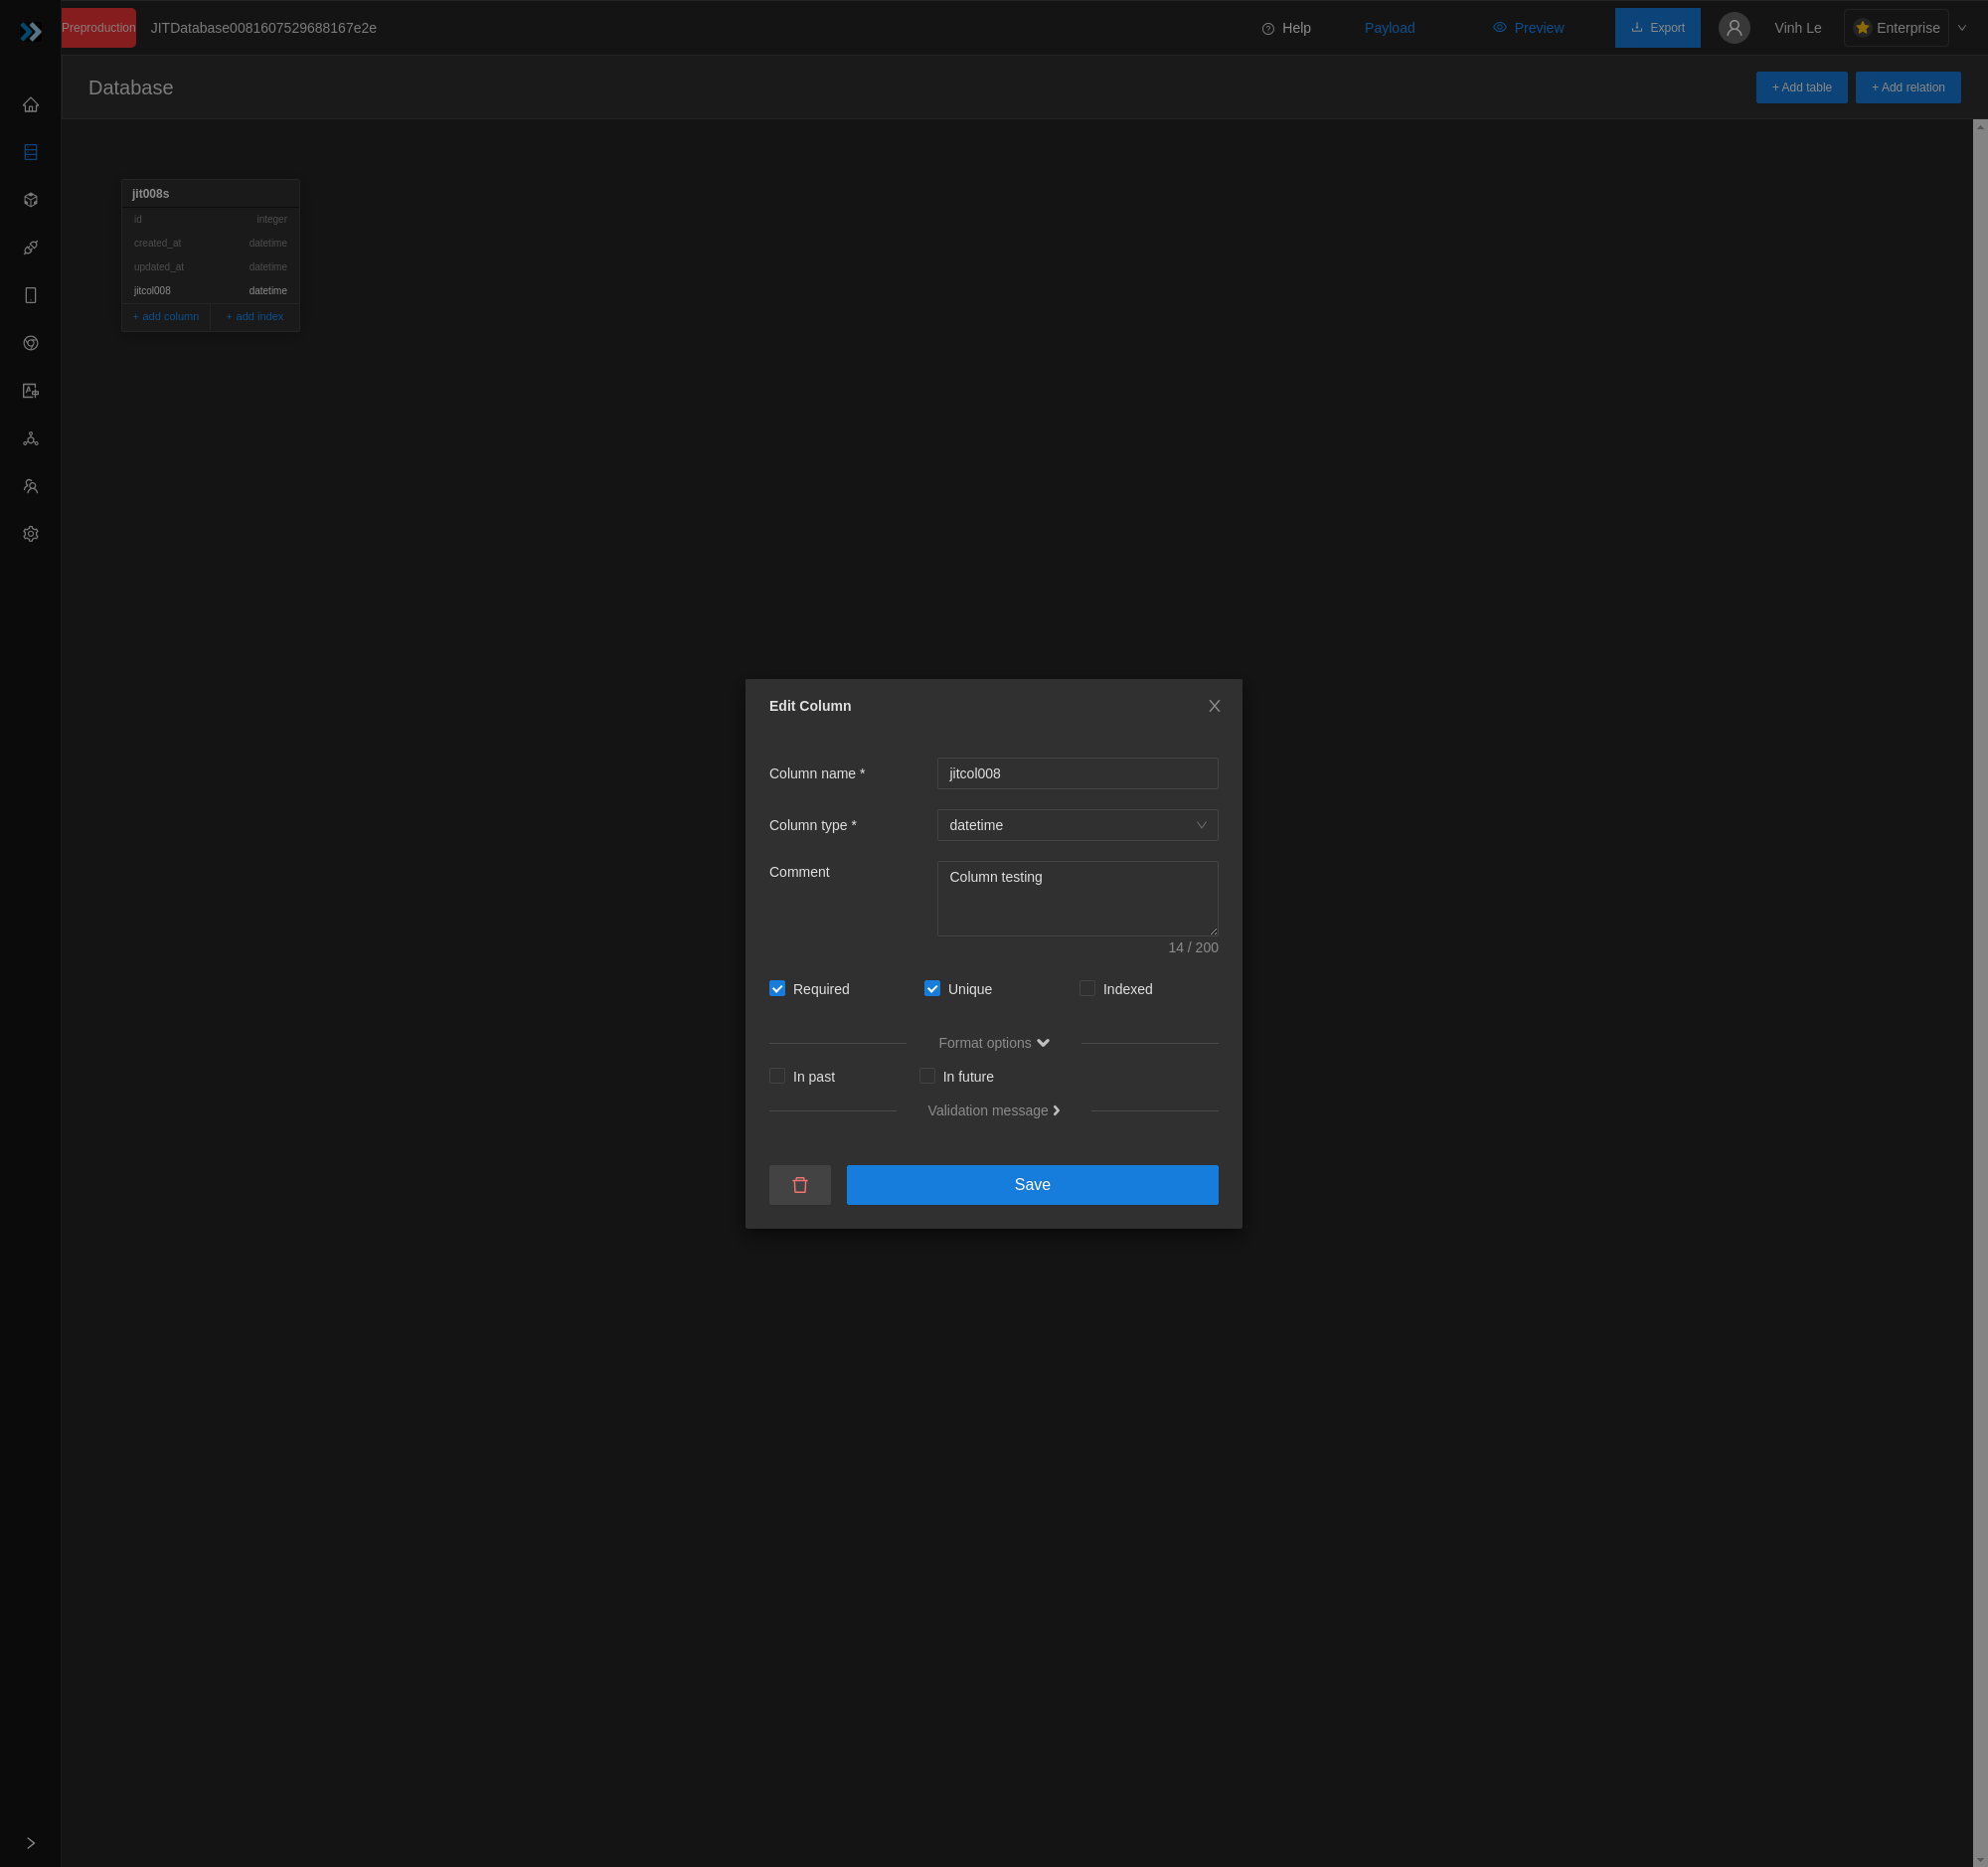 Preproduction JITDatabase0081607529688167e2e Help Payload Preview Export Vinh Le Enterprise
Database + Add table + Add relation
jit008s
id integer
created_at datetime
updated_at datetime
jitcol008 datetime
+ add column + add index
Edit Column
Column name * jitcol008
Column type * datetime
Comment Column testing
14 / 200
Required Unique Indexed
Format options
In past In future
Validation message
Save